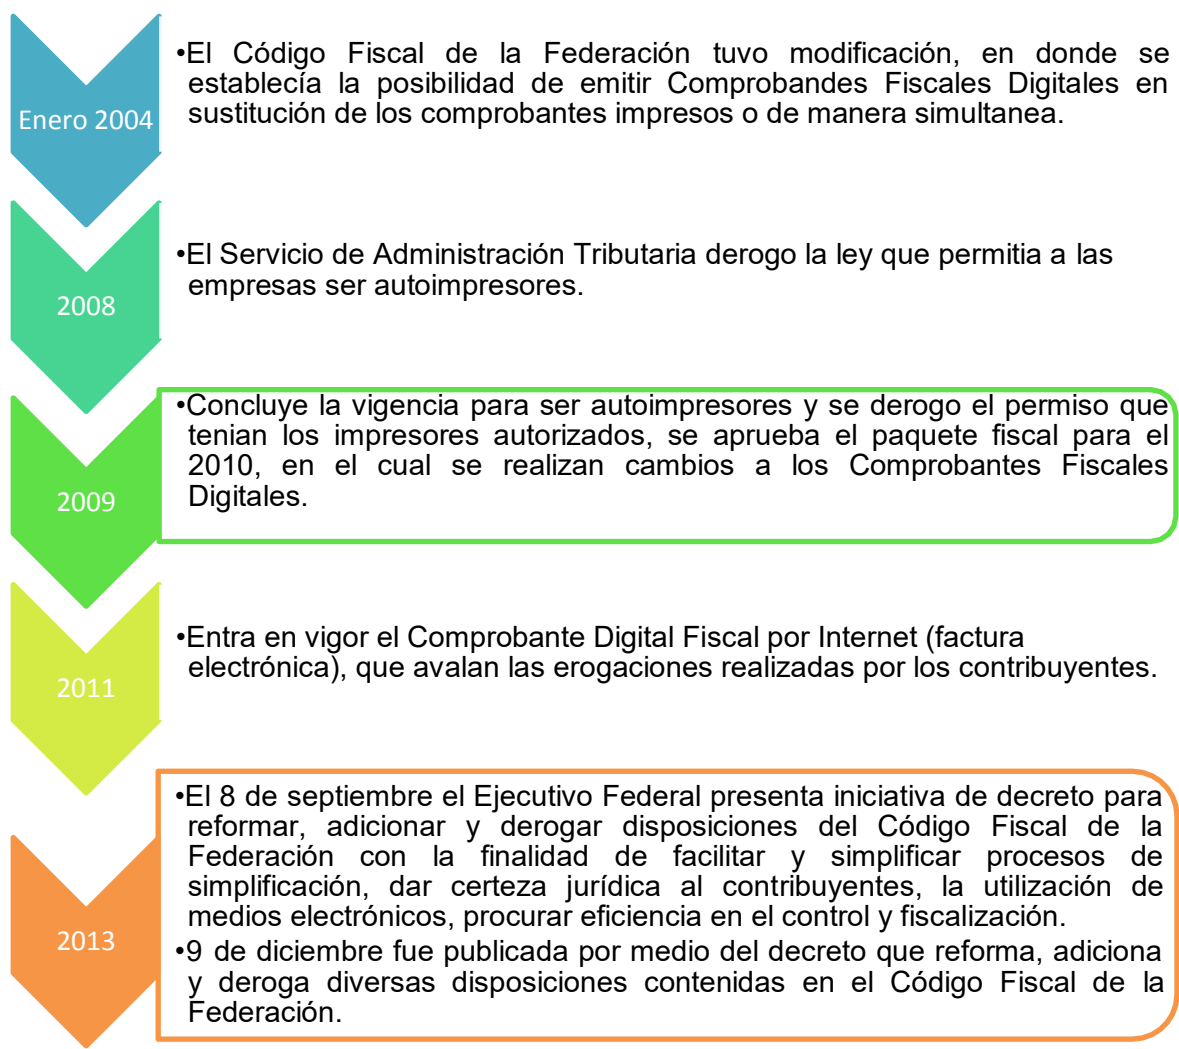 Enero 2004
•El Código Fiscal de la Federación tuvo modificación, en donde se
establecía la posibilidad de emitir Comprobandes Fiscales Digitales en
sustitución de los comprobantes impresos o de manera simultanea.
2008
•El Servicio de Administración Tributaria derogo la ley que permitia a las
empresas ser autoimpresores.
2009
•Concluye la vigencia para ser autoimpresores y se derogo el permiso que
tenian los impresores autorizados, se aprueba el paquete fiscal para el
2010, en el cual se realizan cambios a los Comprobantes Fiscales
Digitales.
2011
•Entra en vigor el Comprobante Digital Fiscal por Internet (factura
electrónica), que avalan las erogaciones realizadas por los contribuyentes.
2013
•El 8 de septiembre el Ejecutivo Federal presenta iniciativa de decreto para
reformar, adicionar y derogar disposiciones del Código Fiscal de la
Federación con la finalidad de facilitar y simplificar procesos de
simplificación, dar certeza jurídica al contribuyentes, la utilización de
medios electrónicos, procurar eficiencia en el control y fiscalización.
•9 de diciembre fue publicada por medio del decreto que reforma, adiciona
y deroga diversas disposiciones contenidas en el Código Fiscal de la
Federación.